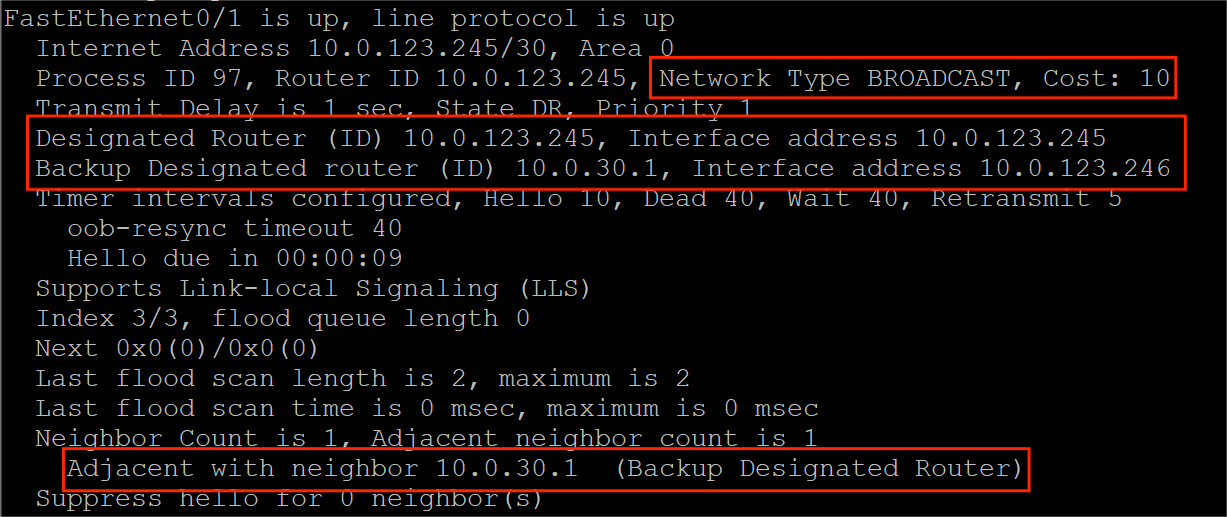 FastEthernet0/1 is up, line protocol is up
Internet Address 10.0.123.245/30, Area 0
Process ID 97, Router ID 10.0.123.245, Network Type BROADCAST, Cost: 10
Transmit Delay is 1 sec, State DR, Priority 1
Designated Router (ID) 10.0.123.245, Interface address 10.0.123.245
Backup Designated router (ID) 10.0.30.1, Interface address 10.0.123.246
Timer intervals configured, Hello 10, Dead 40, Wait 40, Retransmit 5
oob-resync timeout 40
Hello due in 00:00:09
Supports Link-local Signaling (LLS)
Index 3/3, flood queue length 0
Next 0x0(0)/0x0(0)
Last flood scan length is 2, maximum is 2
Last flood scan time is 0 msec, maximum is 0 msec
Neighbor Count is 1, Adjacent neighbor count is 1
Adjacent with neighbor 10.0.30.1  (Backup Designated Router)
Suppress hello for 0 neighbor(s)